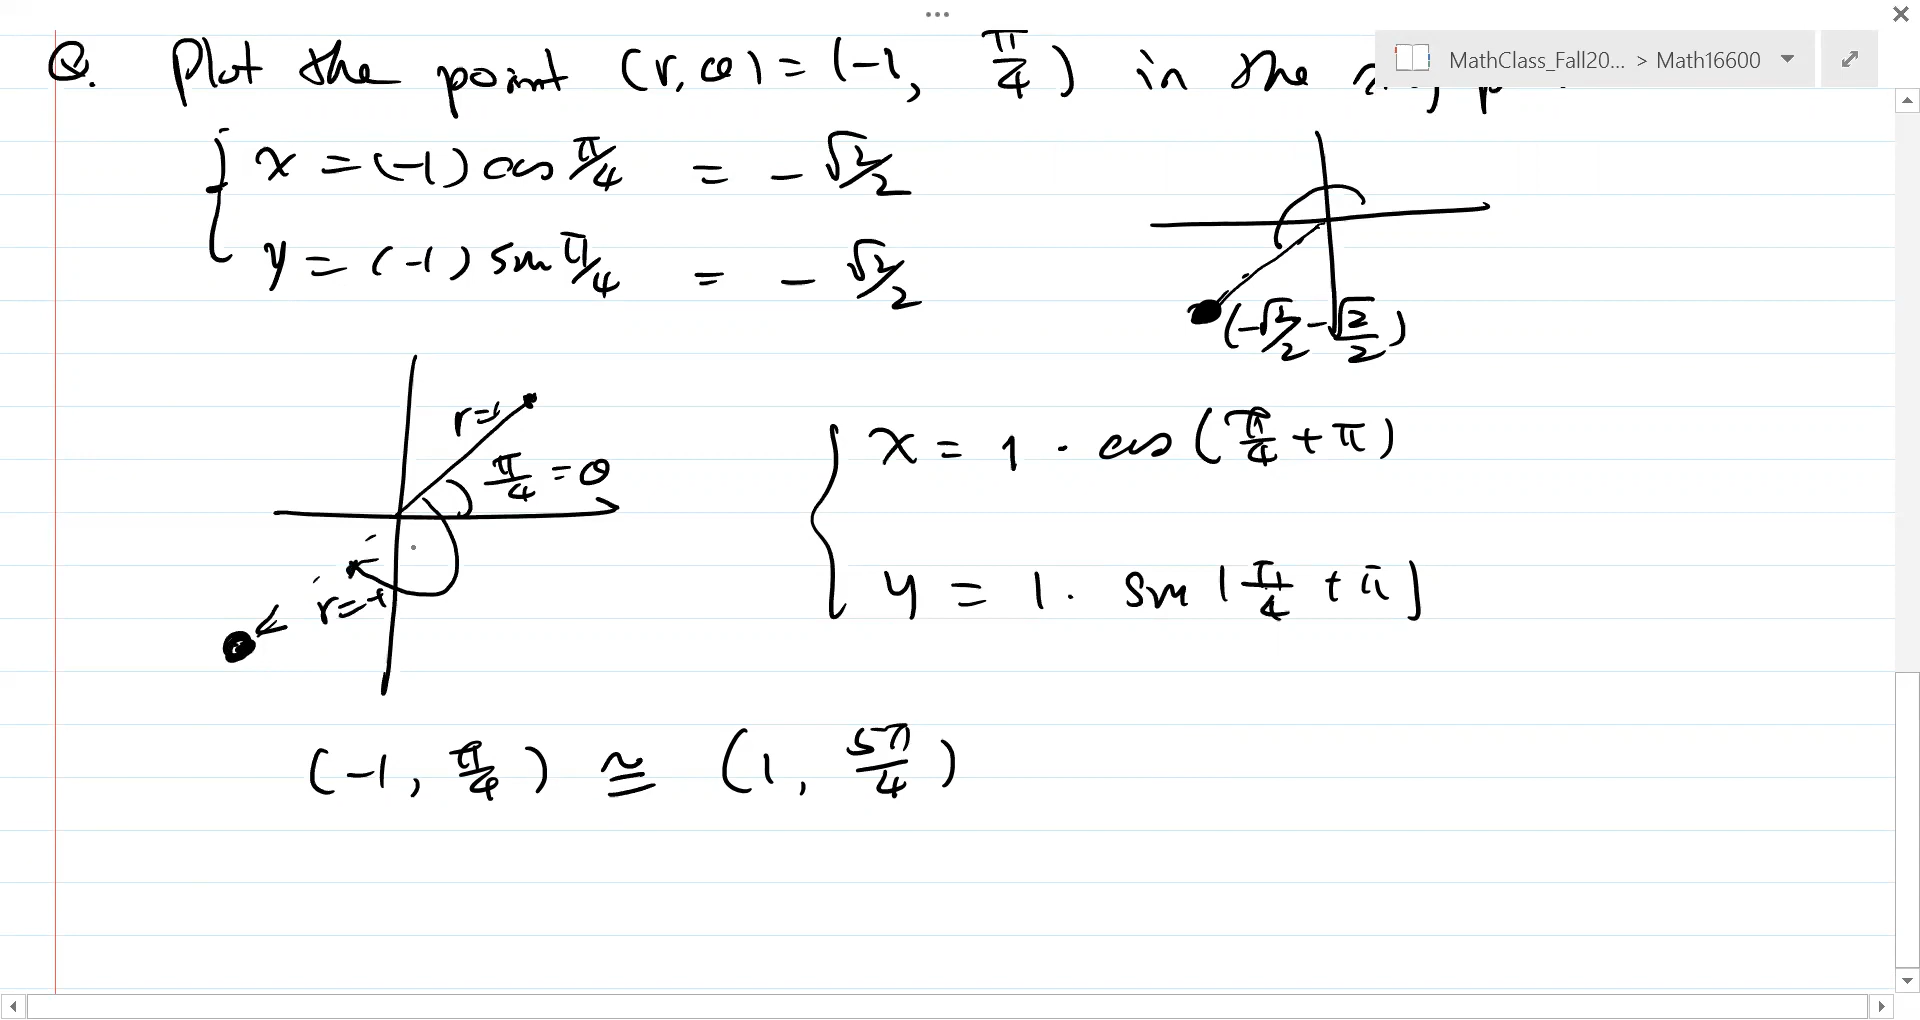 MathClass_Fall20... > Math16600
Q. Plot the point (r, θ) = (-1, π/4) in the
x = (-1) cos π/4 = - √2/2
y = (-1) sin π/4 = - √2/2
(-√2/2 - √2/2)
r=1
π/4 = θ
r=-1
x = 1 · cos (π/4 + π)
y = 1 · sin [π/4 + π]
(-1, π/4) ≅ (1, 5π/4)